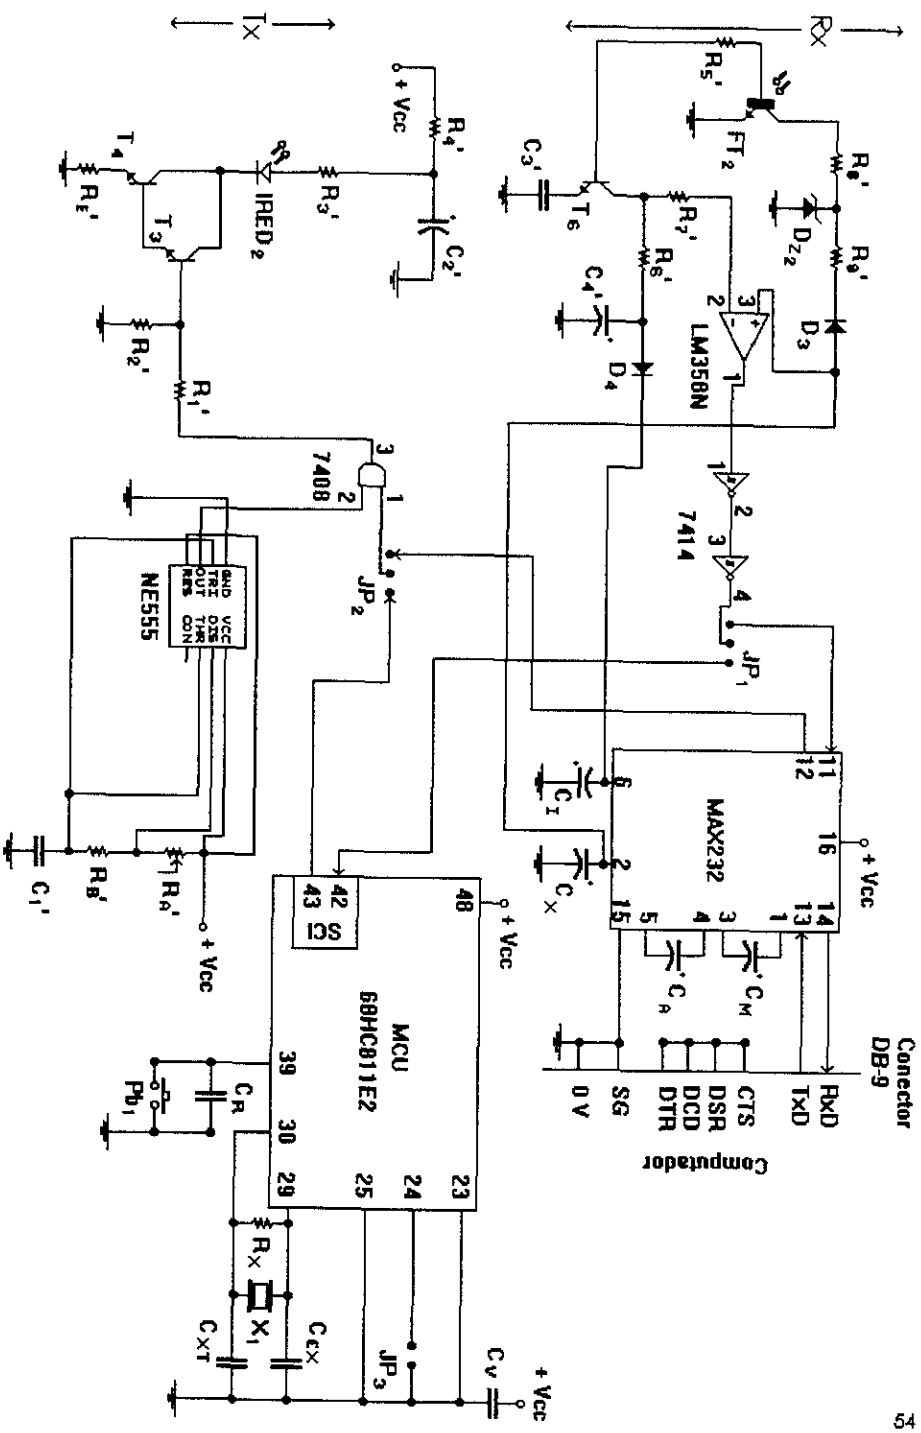 Tx
Rx
+ Vcc
R4'
C2'
R3'
IRED2
T4
RE'
T3
R2'
R1'
3
7408
2
1
JP2
GND VCC
TRI DIS
OUT THR
RES CON
NE555
C1'
RB'
RA'
+ Vcc
R5'
FT2
R8'
DZ2
R9'
D3
C3'
T6
R7'
R6'
C4'
D4
2
3
-
+
LM358N
1
1
2
7414
3
4
JP1
11
12
6
2
15
MAX232
16
+ Vcc
14
13
1
3
4
5
CI
CX
CM
CA
Conector
DB-9
RxD
TxD
CTS
DSR
DCD
DTR
SG
0V
Computador
42
43
SCI
48
+ Vcc
MCU
68HC811E2
39
30
29
25
24
23
CR
Pb1
RX
X1
CXT
CEX
JP3
CV
+ Vcc
54